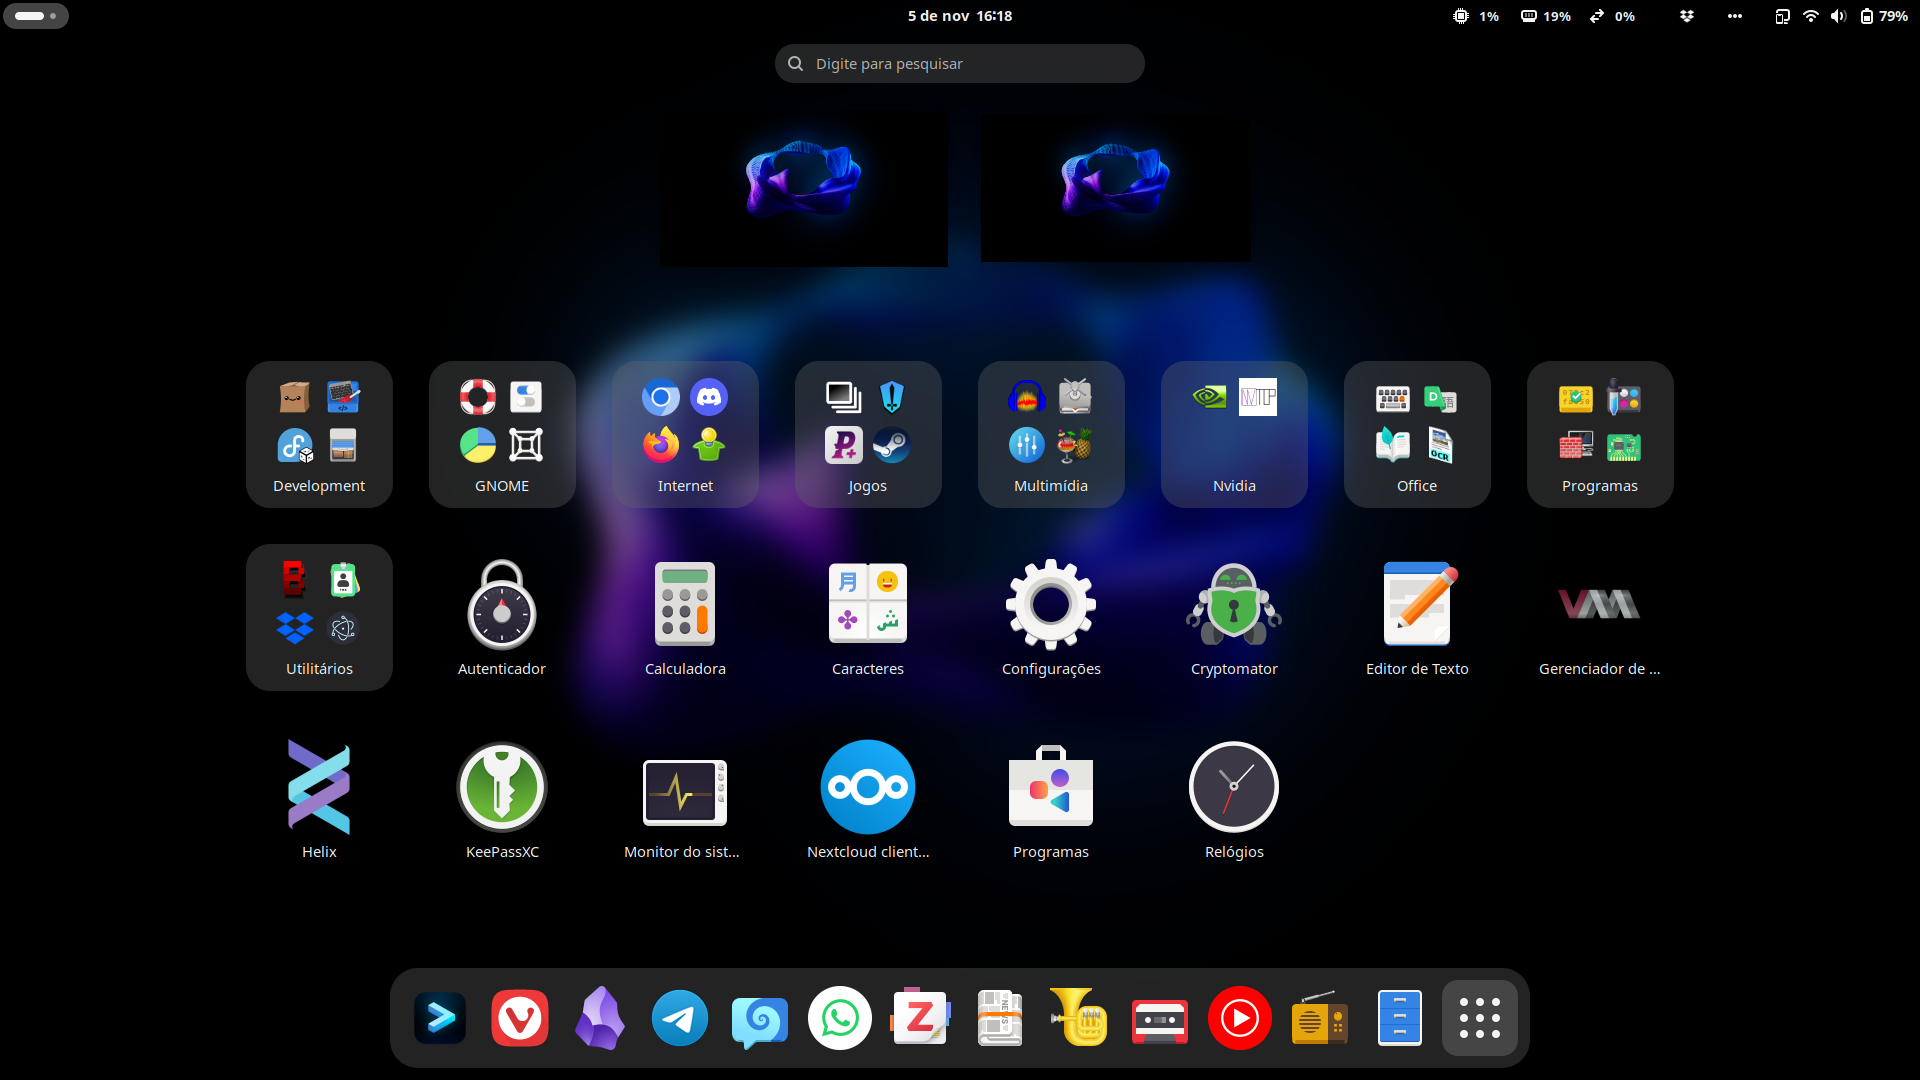 5 de nov 16:18
1%
19%
0%
79%
Digite para pesquisar
Development
GNOME
Internet
Jogos
Multimídia
Nvidia
Office
Programas
Utilitários
Autenticador
Calculadora
Caracteres
Configurações
Cryptomator
Editor de Texto
Gerenciador de ...
Helix
KeePassXC
Monitor do sist...
Nextcloud client...
Programas
Relógios